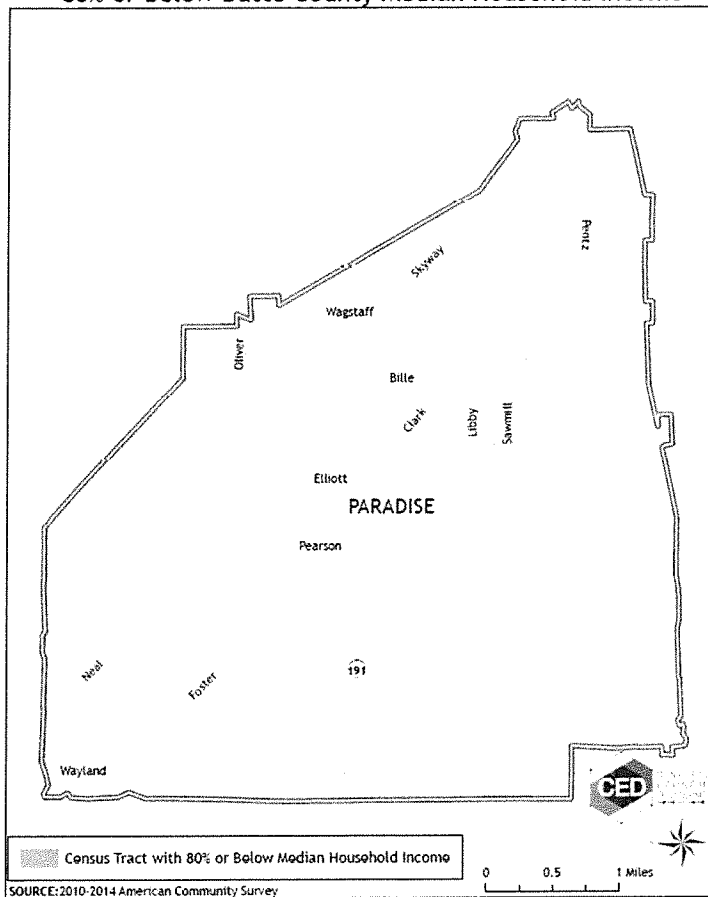 80% or Below Butte County Median Household Income
Pentz
Skyway
Wagstaff
Oliver
Bille
Clark
Libby
Sawmill
Elliott
PARADISE
Pearson
Neal
Foster
191
Wayland
CED
Census Tract with 80% or Below Median Household Income
0 0.5 1 Miles
SOURCE: 2010-2014 American Community Survey